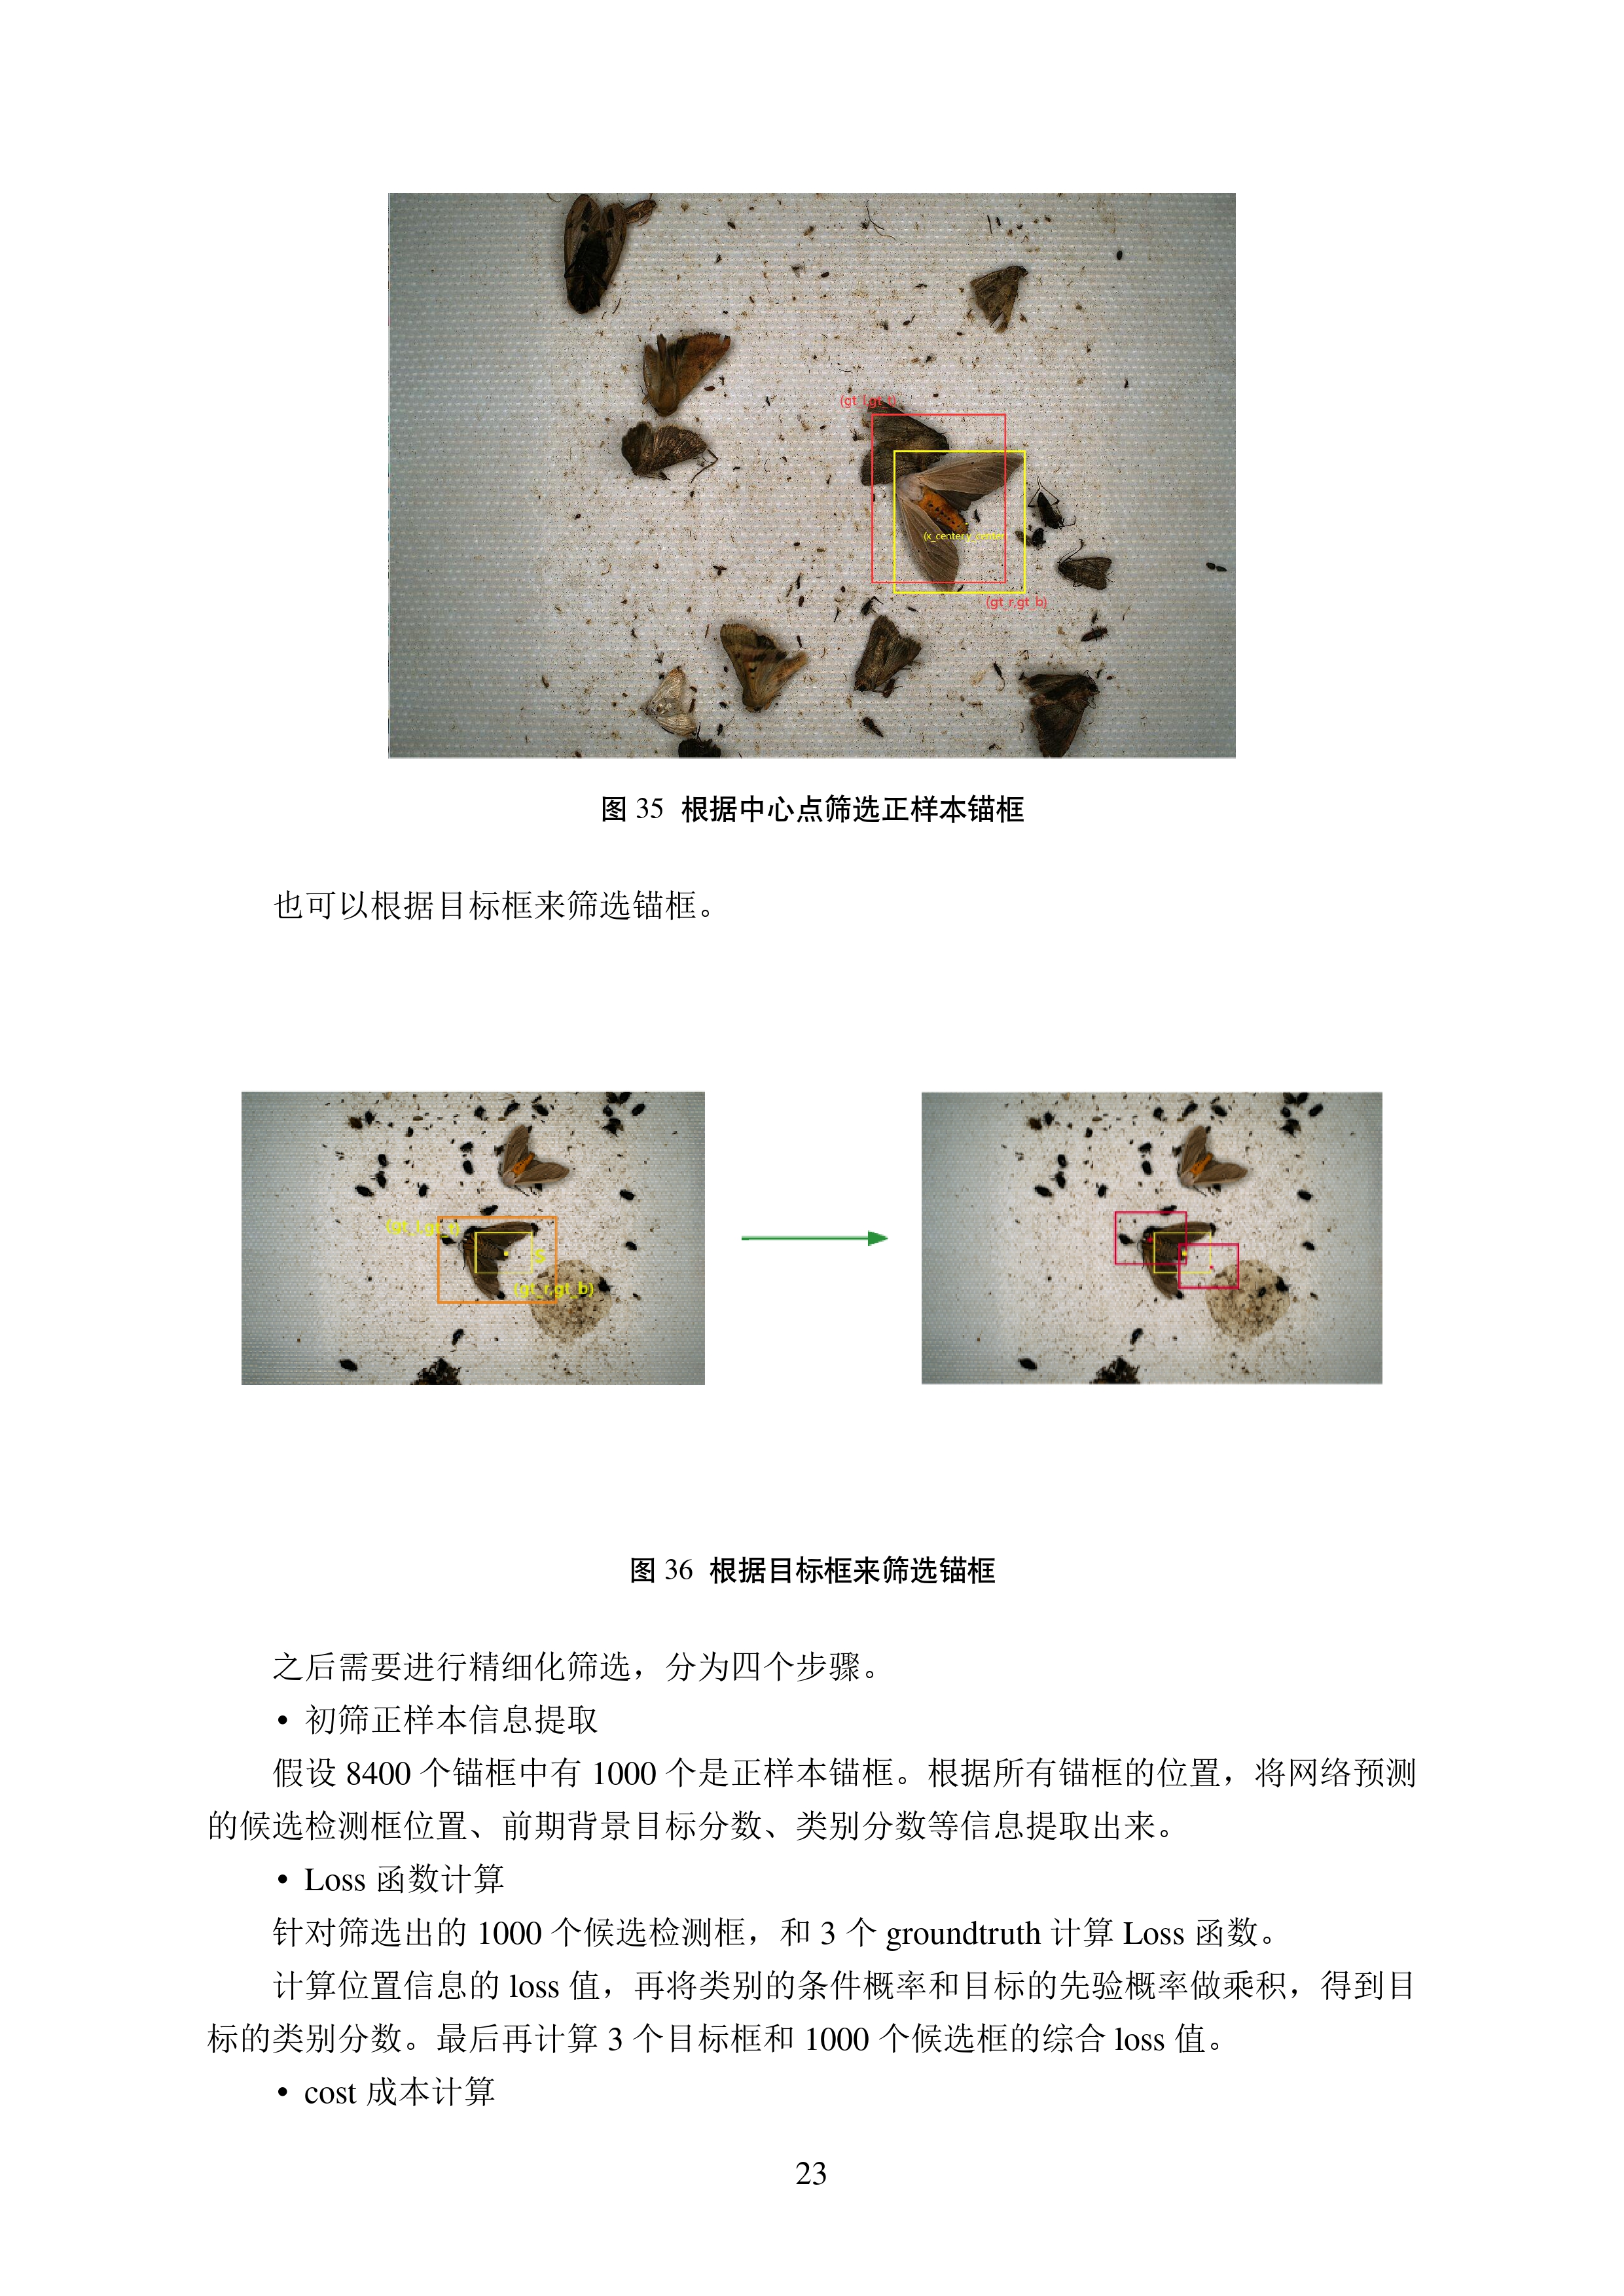 (gt_l,gt_t)
(x_center,y_center
(gt_r,gt_b)
图 35 根据中心点筛选正样本锚框
也可以根据目标框来筛选锚框。
(gt_l,gt_t)
S
(gt_r,gt_b)
图 36 根据目标框来筛选锚框
之后需要进行精细化筛选，分为四个步骤。
• 初筛正样本信息提取
假设 8400 个锚框中有 1000 个是正样本锚框。根据所有锚框的位置，将网络预测
的候选检测框位置、前期背景目标分数、类别分数等信息提取出来。
• Loss 函数计算
针对筛选出的 1000 个候选检测框，和 3 个 groundtruth 计算 Loss 函数。
计算位置信息的 loss 值，再将类别的条件概率和目标的先验概率做乘积，得到目
标的类别分数。最后再计算 3 个目标框和 1000 个候选框的综合 loss 值。
• cost 成本计算
23